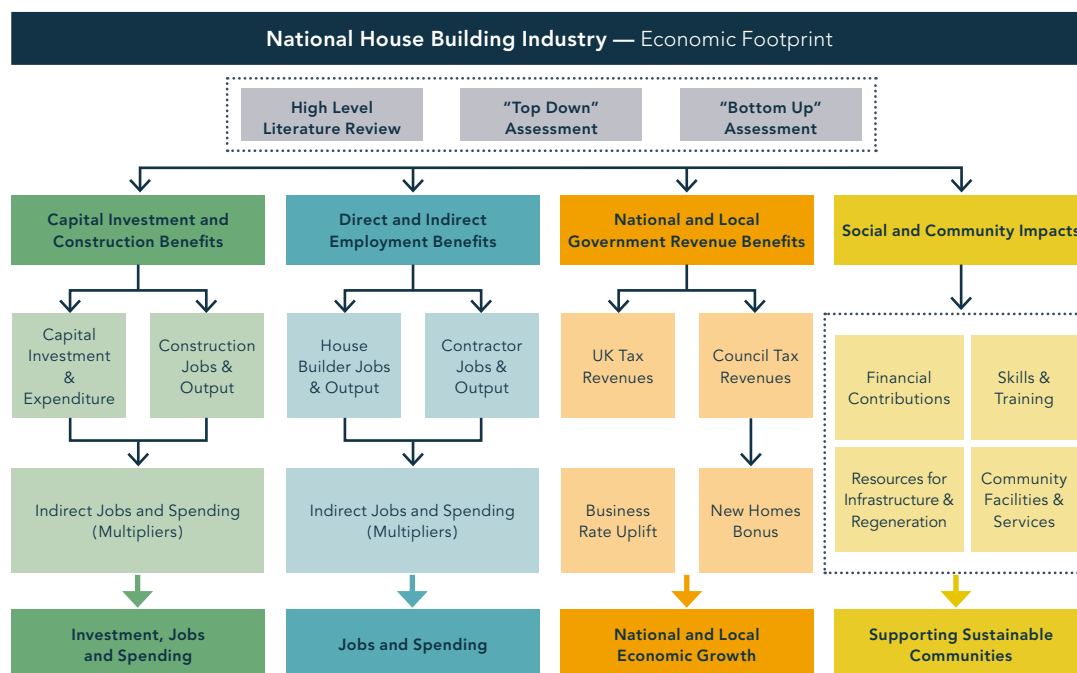 National House Building Industry — Economic Footprint
High Level
Literature Review
“Top Down”
Assessment
“Bottom Up”
Assessment
Capital Investment and
Construction Benefits
Direct and Indirect
Employment Benefits
National and Local
Government Revenue Benefits
Social and Community Impacts
Capital
Investment
&
Expenditure
Construction
Jobs &
Output
House
Builder Jobs
& Output
Contractor
Jobs &
Output
UK Tax
Revenues
Council Tax
Revenues
Financial
Contributions
Skills &
Training
Indirect Jobs and Spending
(Multipliers)
Indirect Jobs and Spending
(Multipliers)
Business
Rate Uplift
New Homes
Bonus
Resources for
Infrastructure &
Regeneration
Community
Facilities &
Services
Investment, Jobs
and Spending
Jobs and Spending
National and Local
Economic Growth
Supporting Sustainable
Communities